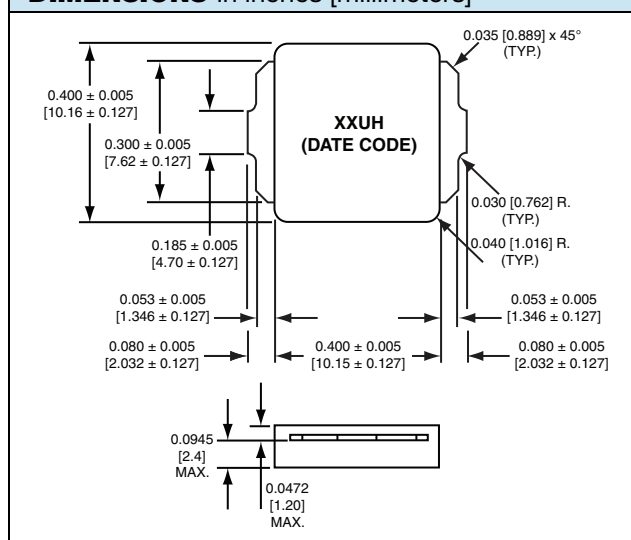 DIMENSIONS in inches [millimeters]
0.035 [0.889] x 45°
(TYP.)
0.400 ± 0.005
[10.16 ± 0.127]
0.300 ± 0.005
[7.62 ± 0.127]
XXUH
(DATE CODE)
0.030 [0.762] R.
(TYP.)
0.185 ± 0.005
[4.70 ± 0.127]
0.040 [1.016] R.
(TYP.)
0.053 ± 0.005
[1.346 ± 0.127]
0.053 ± 0.005
[1.346 ± 0.127]
0.080 ± 0.005
[2.032 ± 0.127]
0.400 ± 0.005
[10.15 ± 0.127]
0.080 ± 0.005
[2.032 ± 0.127]
0.0945
[2.4]
MAX.
0.0472
[1.20]
MAX.